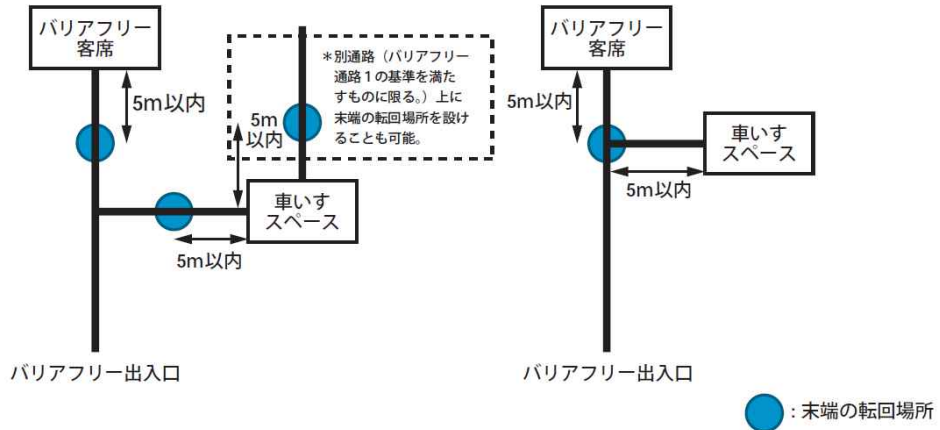 バリアフリー
客席
5m以内
5m
以内
＊別通路（バリアフリー
通路１の基準を満た
すものに限る。）上に
末端の転回場所を設け
ることも可能。
車いす
スペース
5m以内
バリアフリー出入口
バリアフリー
客席
5m以内
車いす
スペース
5m以内
バリアフリー出入口
：末端の転回場所